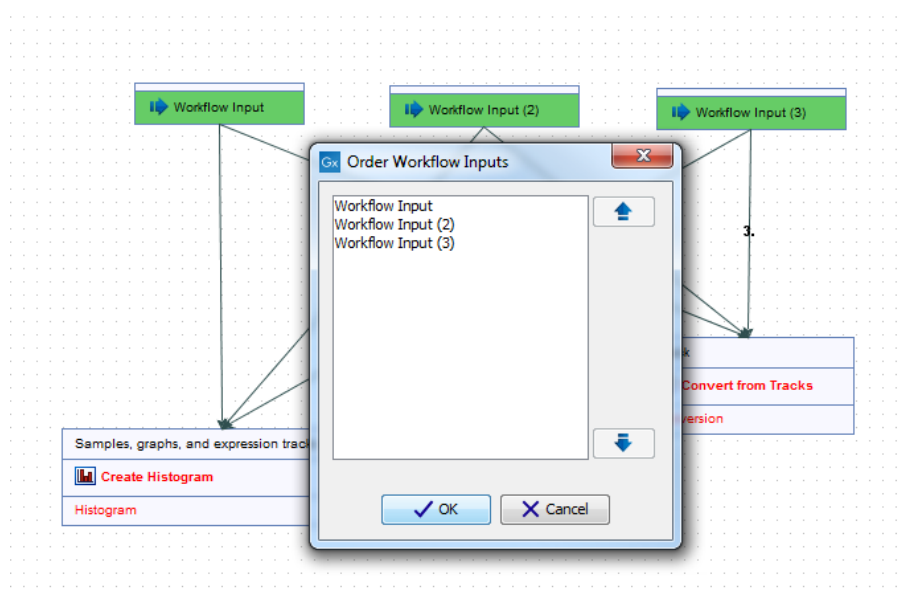 Workflow Input
Workflow Input (2)
Workflow Input (3)
Gx Order Workflow Inputs
Workflow Input
Workflow Input (2)
Workflow Input (3)
3.
OK
Cancel
Convert from Tracks
Samples, graphs, and expression
Create Histogram
Histogram